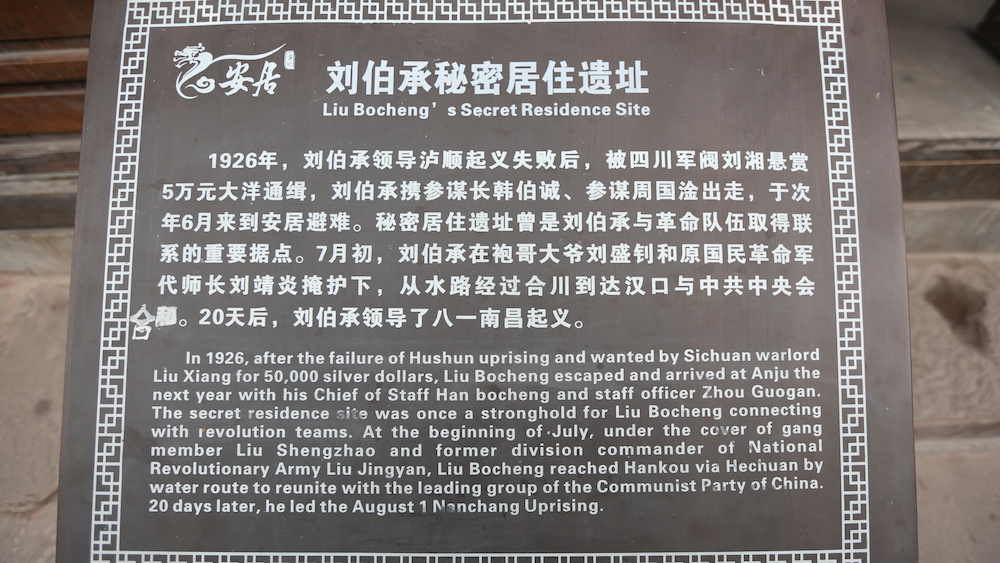 安居
刘伯承秘密居住遗址
Liu Bocheng’s Secret Residence Site
1926年，刘伯承领导泸顺起义失败后，被四川军阀刘湘悬赏
5万元大洋通缉，刘伯承携参谋长韩伯诚、参谋周国淦出走，于次
年6月来到安居避难。秘密居住遗址曾是刘伯承与革命队伍取得联
系的重要据点。7月初，刘伯承在袍哥大爷刘盛钊和原国民革命军
代师长刘靖炎掩护下，从水路经过合川到达汉口与中共中央会
合。20天后，刘伯承领导了八一南昌起义。
In 1926, after the failure of Hushun uprising and wanted by Sichuan warlord
Liu Xiang for 50,000 silver dollars, Liu Bocheng escaped and arrived at Anju the
next year with his Chief of Staff Han bocheng and staff officer Zhou Guogan.
The secret residence site was once a stronghold for Liu Bocheng connecting
with revolution teams. At the beginning of July, under the cover of gang
member Liu Shengzhao and former division commander of National
Revolutionary Army Liu Jingyan, Liu Bocheng reached Hankou via Hechuan by
water route to reunite with the leading group of the Communist Party of China.
20 days later, he led the August 1 Nanchang Uprising.